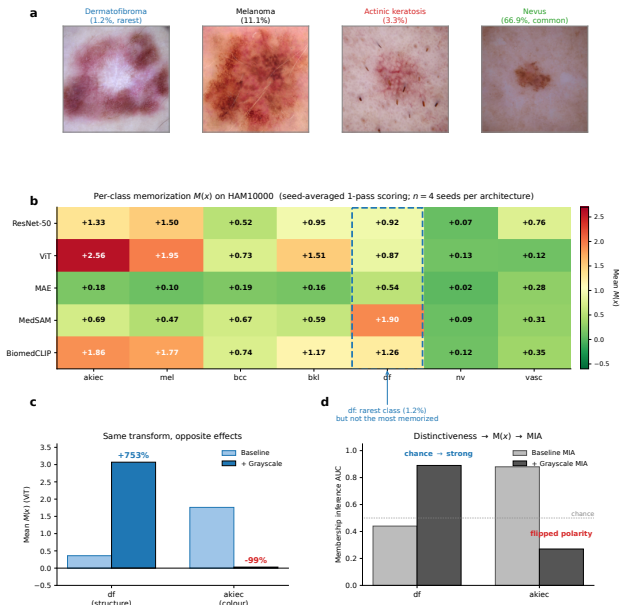 a
Dermatofibroma
(1.2%, rarest)
Melanoma
(11.1%)
Actinic keratosis
(3.3%)
Nevus
(66.9%, common)
b
Per-class memorization M(x) on HAM10000 (seed-averaged 1-pass scoring; n = 4 seeds per architecture)
ResNet-50 +1.33 +1.50 +0.52 +0.95 +0.92 +0.07 +0.76
ViT +2.56 +1.95 +0.73 +1.51 +0.87 +0.13 +0.12
MAE +0.18 +0.10 +0.19 +0.16 +0.54 +0.02 +0.28
MedSAM +0.69 +0.47 +0.67 +0.59 +1.90 +0.09 +0.31
BiomedCLIP +1.86 +1.77 +0.74 +1.17 +1.26 +0.12 +0.35
akiec mel bcc bkl df nv vasc
2.5
2.0
1.5
1.0
0.5
0.0
−0.5
Mean M(x)
df: rarest class (1.2%)
but not the most memorized
c
Same transform, opposite effects
Mean M(x) (ViT)
3.5
3.0
2.5
2.0
1.5
1.0
0.5
0.0
−0.5
+753%
Baseline
+ Grayscale
-99%
df
(structure)
akiec
(colour)
d
Distinctiveness → M(x) → MIA
Membership inference AUC
1.0
0.8
0.6
0.4
0.2
0.0
chance → strong
Baseline MIA
+ Grayscale MIA
chance
flipped polarity
df
akiec